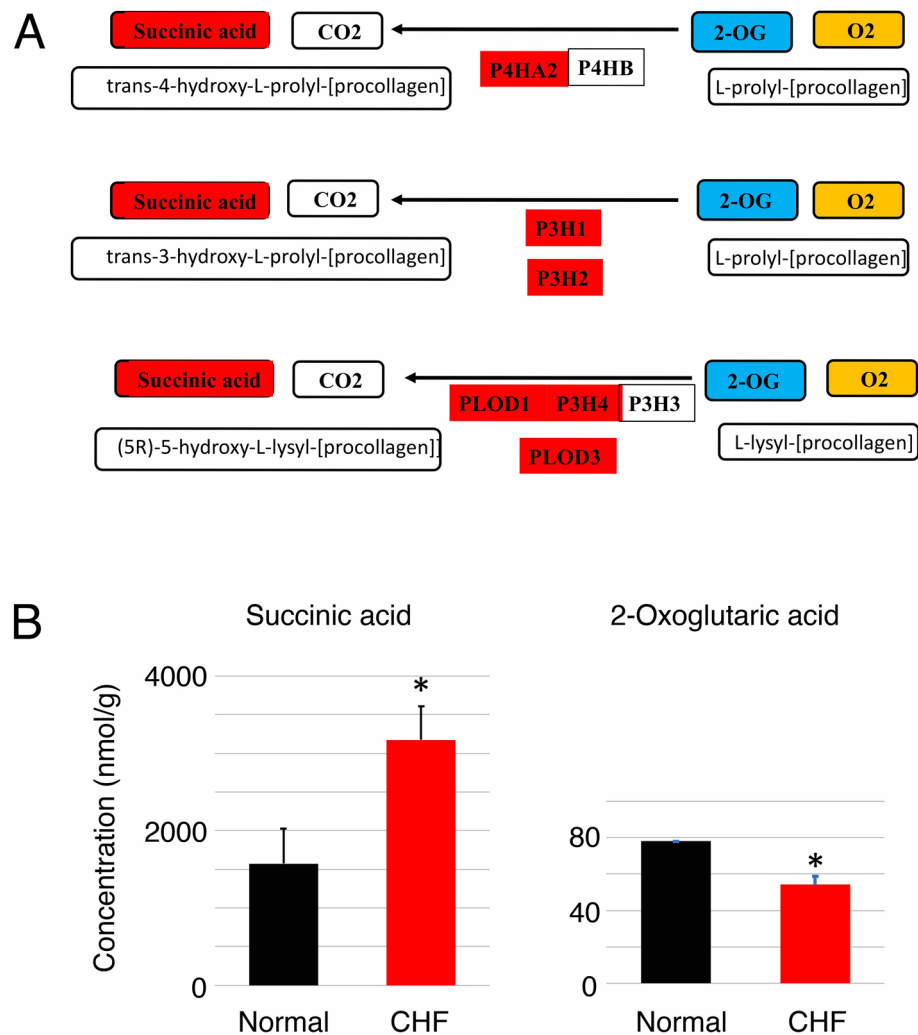 A
Succinic acid CO2 2-OG O2
P4HA2 P4HB
trans-4-hydroxy-L-prolyl-[procollagen] L-prolyl-[procollagen]
Succinic acid CO2 2-OG O2
P3H1
trans-3-hydroxy-L-prolyl-[procollagen] L-prolyl-[procollagen]
P3H2
Succinic acid CO2 2-OG O2
PLOD1 P3H4 P3H3
(5R)-5-hydroxy-L-lysyl-[procollagen]] L-lysyl-[procollagen]
PLOD3
B
Succinic acid
Concentration (nmol/g)
4000
*
2000
0
Normal CHF
2-Oxoglutaric acid
80
*
40
0
Normal CHF